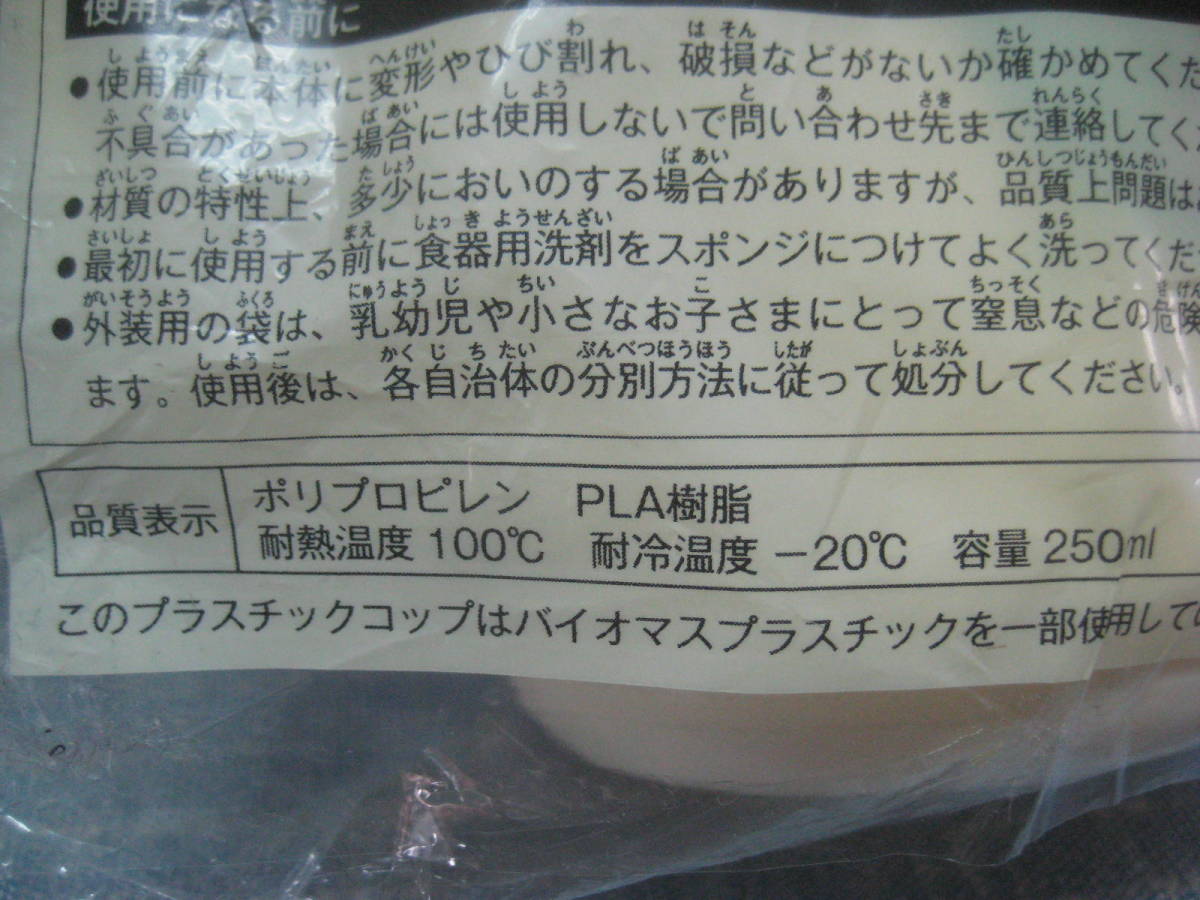 使用になる前に
●使用前に本体に変形やひび割れ、破損などがないか確かめてくだ
不具合があった場合には使用しないで問い合わせ先まで連絡してく
●材質の特性上、多少においのする場合がありますが、品質上問題は
●最初に使用する前に食器用洗剤をスポンジにつけてよく洗ってくだ
●外装用の袋は、乳幼児や小さなお子さまにとって窒息などの危険
ます。使用後は、各自治体の分別方法に従って処分してください。
品質表示
ポリプロピレン PLA樹脂
耐熱温度 100℃ 耐冷温度 −20℃ 容量 250ml
このプラスチックコップはバイオマスプラスチックを一部使用して